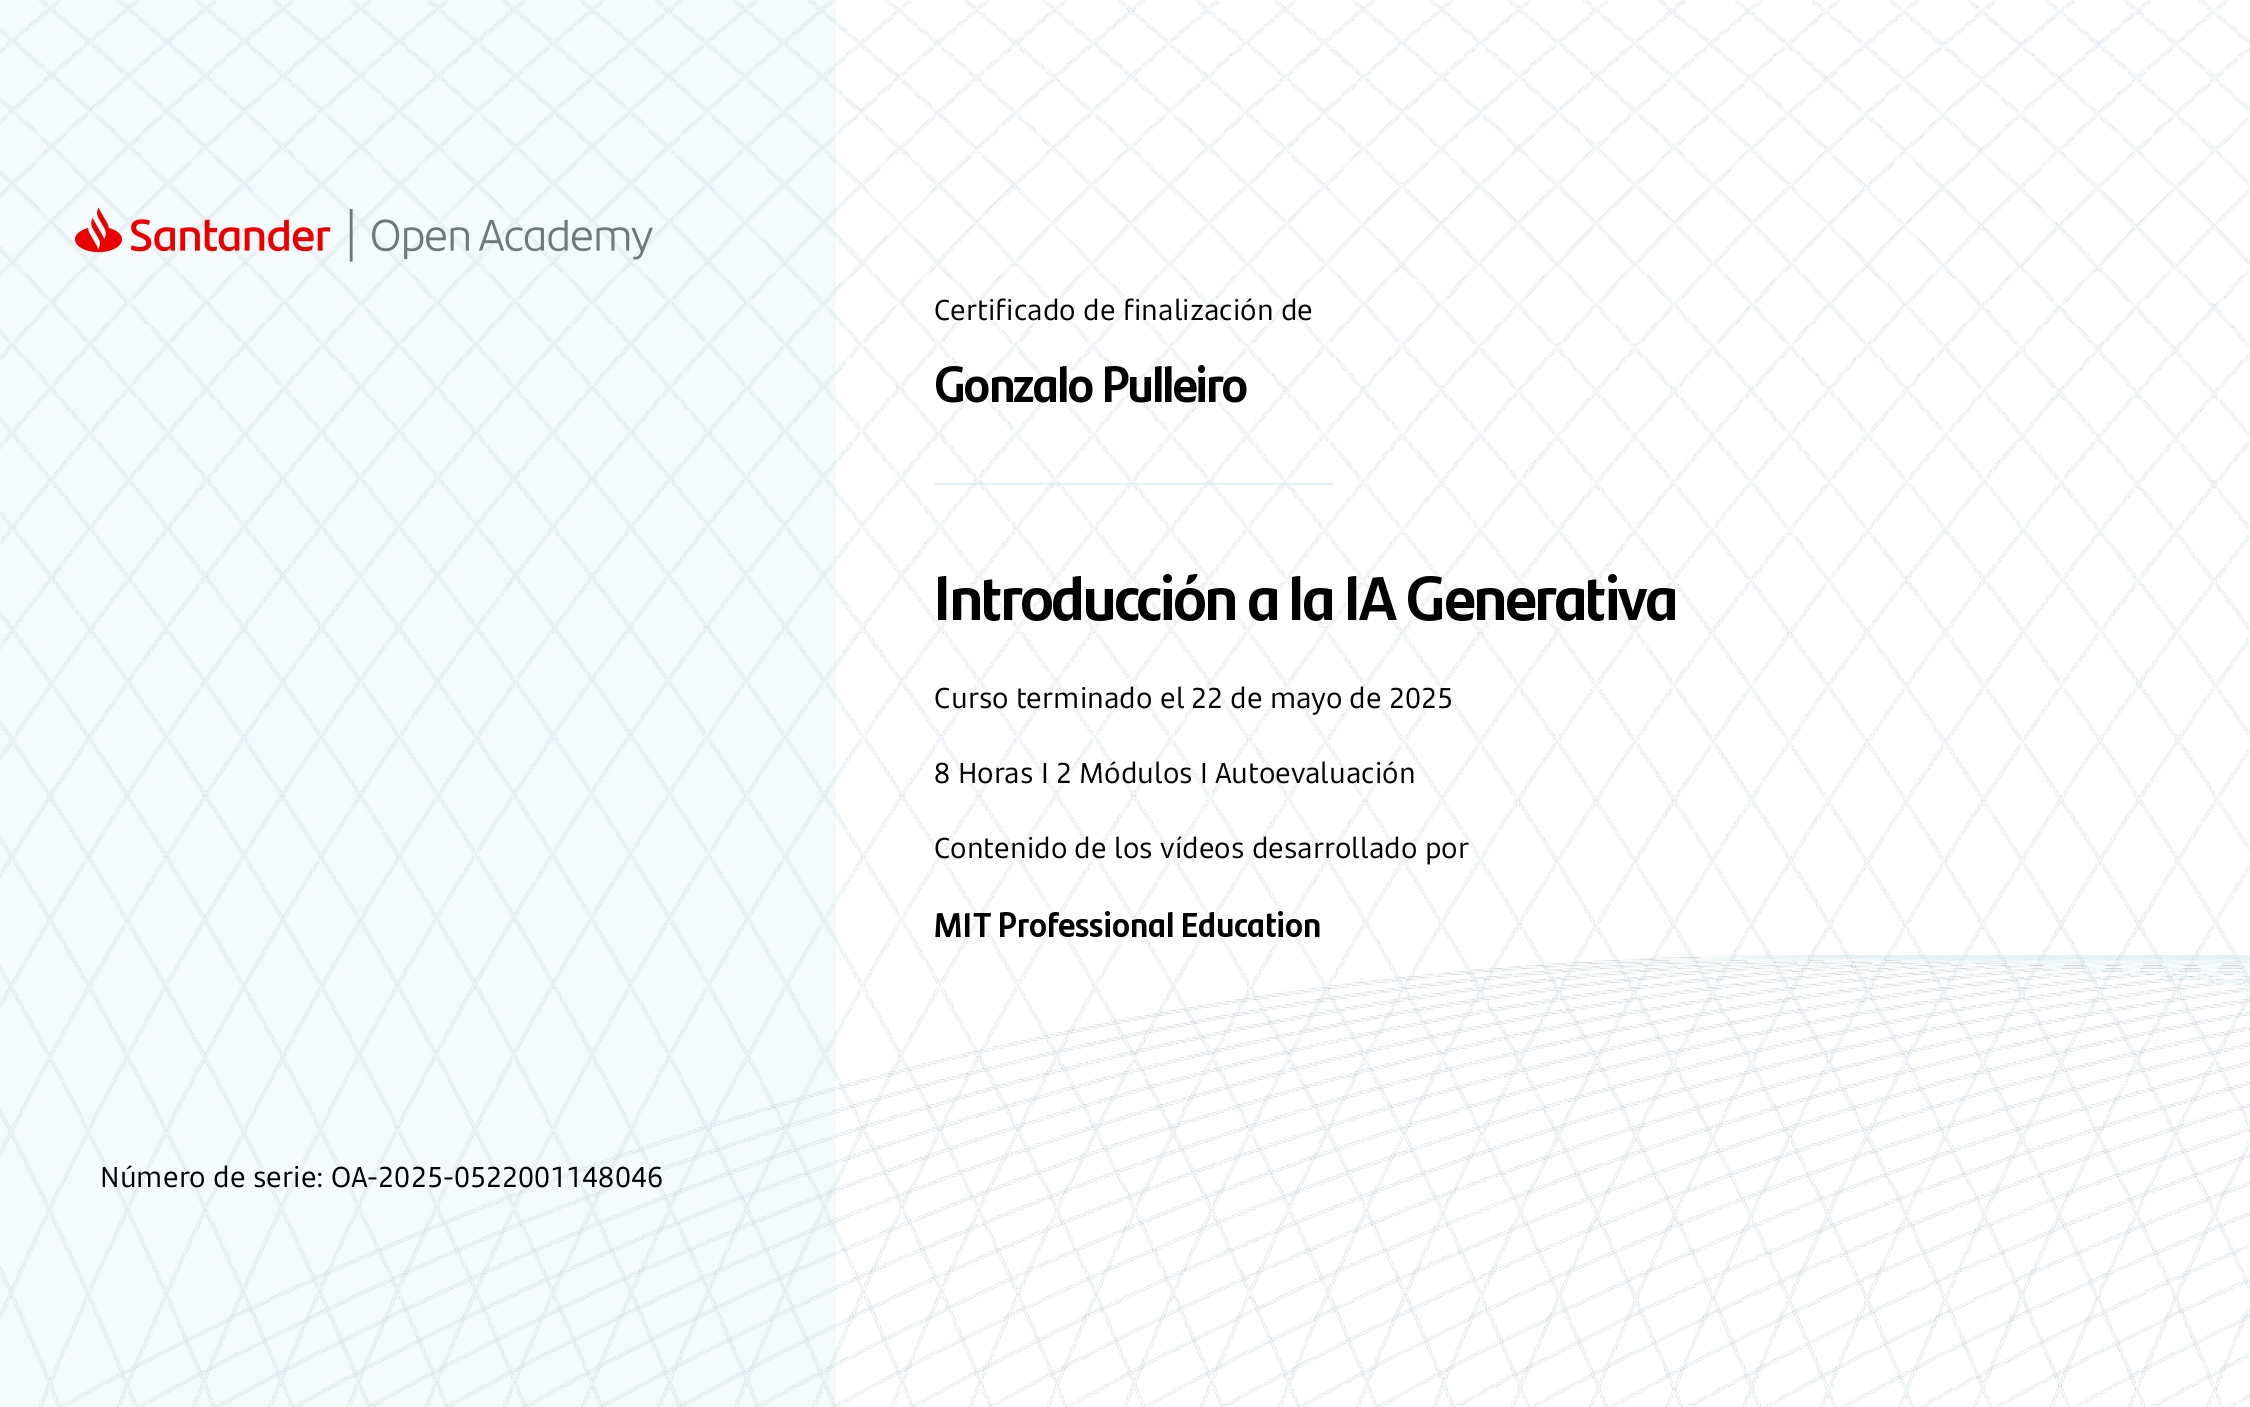 Santander | Open Academy
Certificado de finalización de
Gonzalo Pulleiro
Introducción a la IA Generativa
Curso terminado el 22 de mayo de 2025
8 Horas I 2 Módulos I Autoevaluación
Contenido de los vídeos desarrollado por
MIT Professional Education
Número de serie: OA-2025-0522001148046